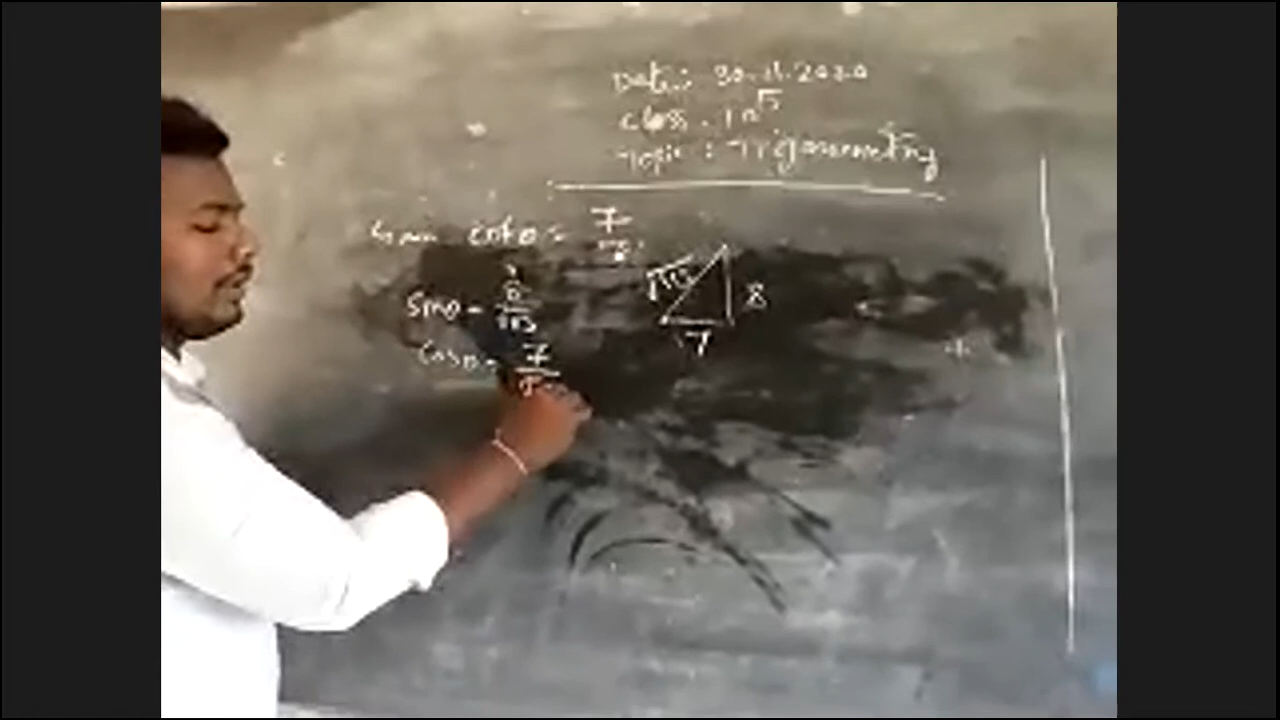 Date: 30.11.2020
Class: 10th
Topic: Trigonometry
cotθ = 7/8
√113
8
7
Sinθ = 8/√113
Cosθ = 7/